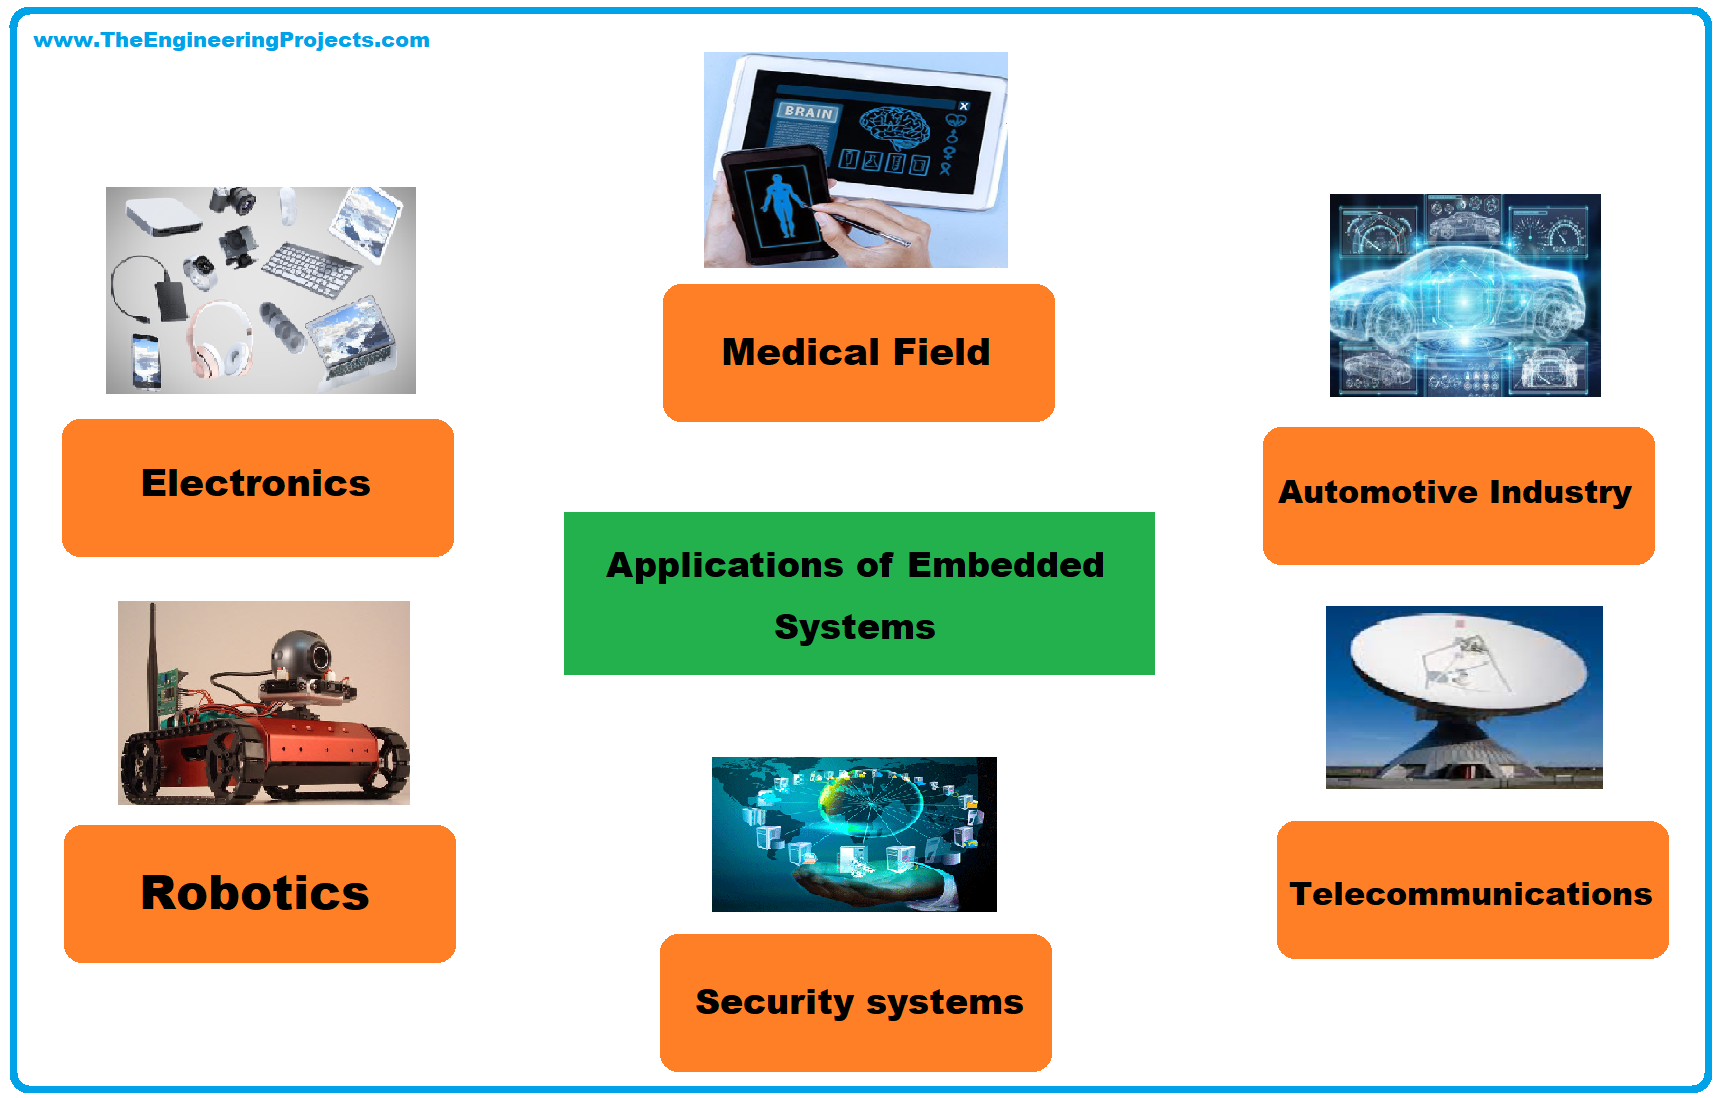 www.TheEngineeringProjects.com
BRAIN
X
Medical Field
Electronics
Automotive Industry
Applications of Embedded
Systems
Robotics
Telecommunications
Security systems